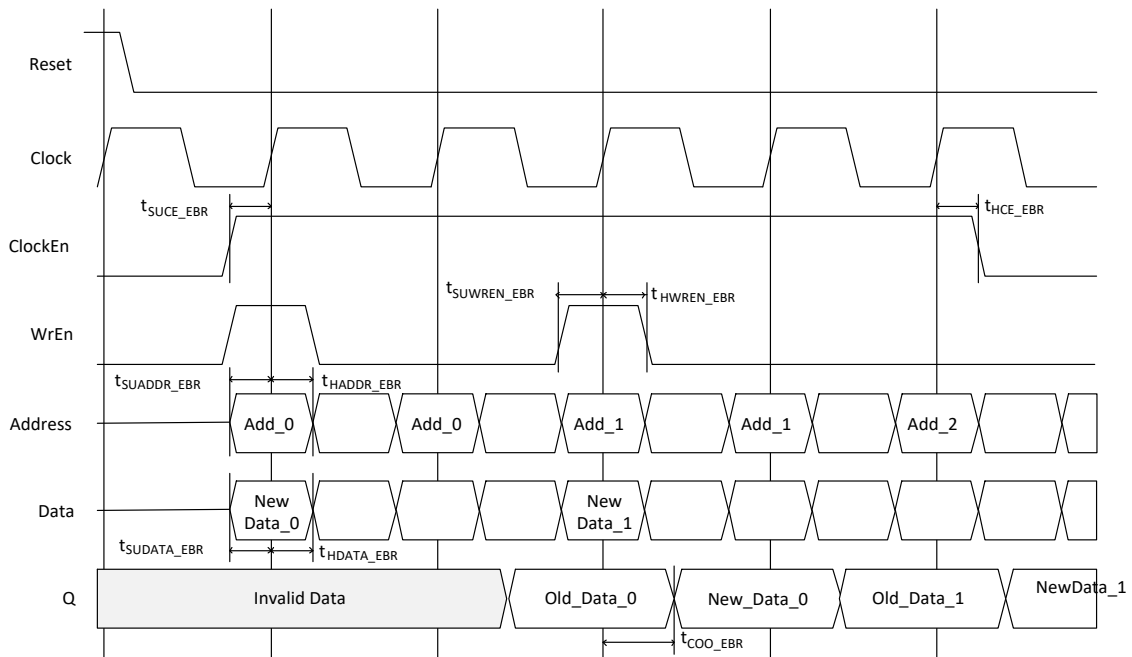 Reset
Clock
tSUCE_EBR
tHCE_EBR
ClockEn
tSUWREN_EBR
tHWREN_EBR
WrEn
tSUADDR_EBR
tHADDR_EBR
Address
Add_0
Add_0
Add_1
Add_1
Add_2
Data
New
Data_0
New
Data_1
tSUDATA_EBR
tHDATA_EBR
Q
Invalid Data
Old_Data_0
New_Data_0
Old_Data_1
NewData_1
tCOO_EBR